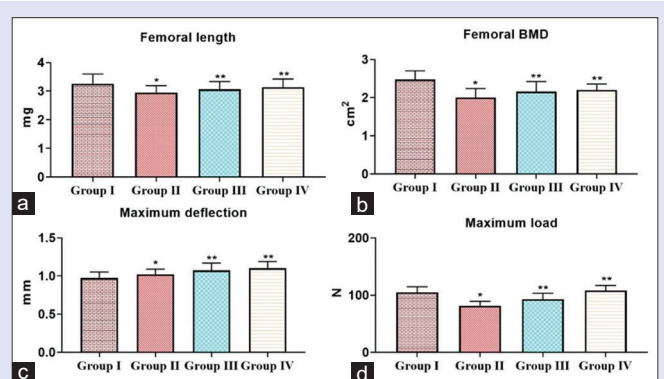 Femoral length
mg
4
3
2
1
0
* ** **
Group I Group II Group III Group IV
a
Femoral BMD
cm2
3
2
1
0
* ** **
Group I Group II Group III Group IV
b
Maximum deflection
mm
1.5
1.0
0.5
0.0
* ** **
Group I Group II Group III Group IV
c
Maximum load
N
200
100
0
* ** **
Group I Group II Group III Group IV
d